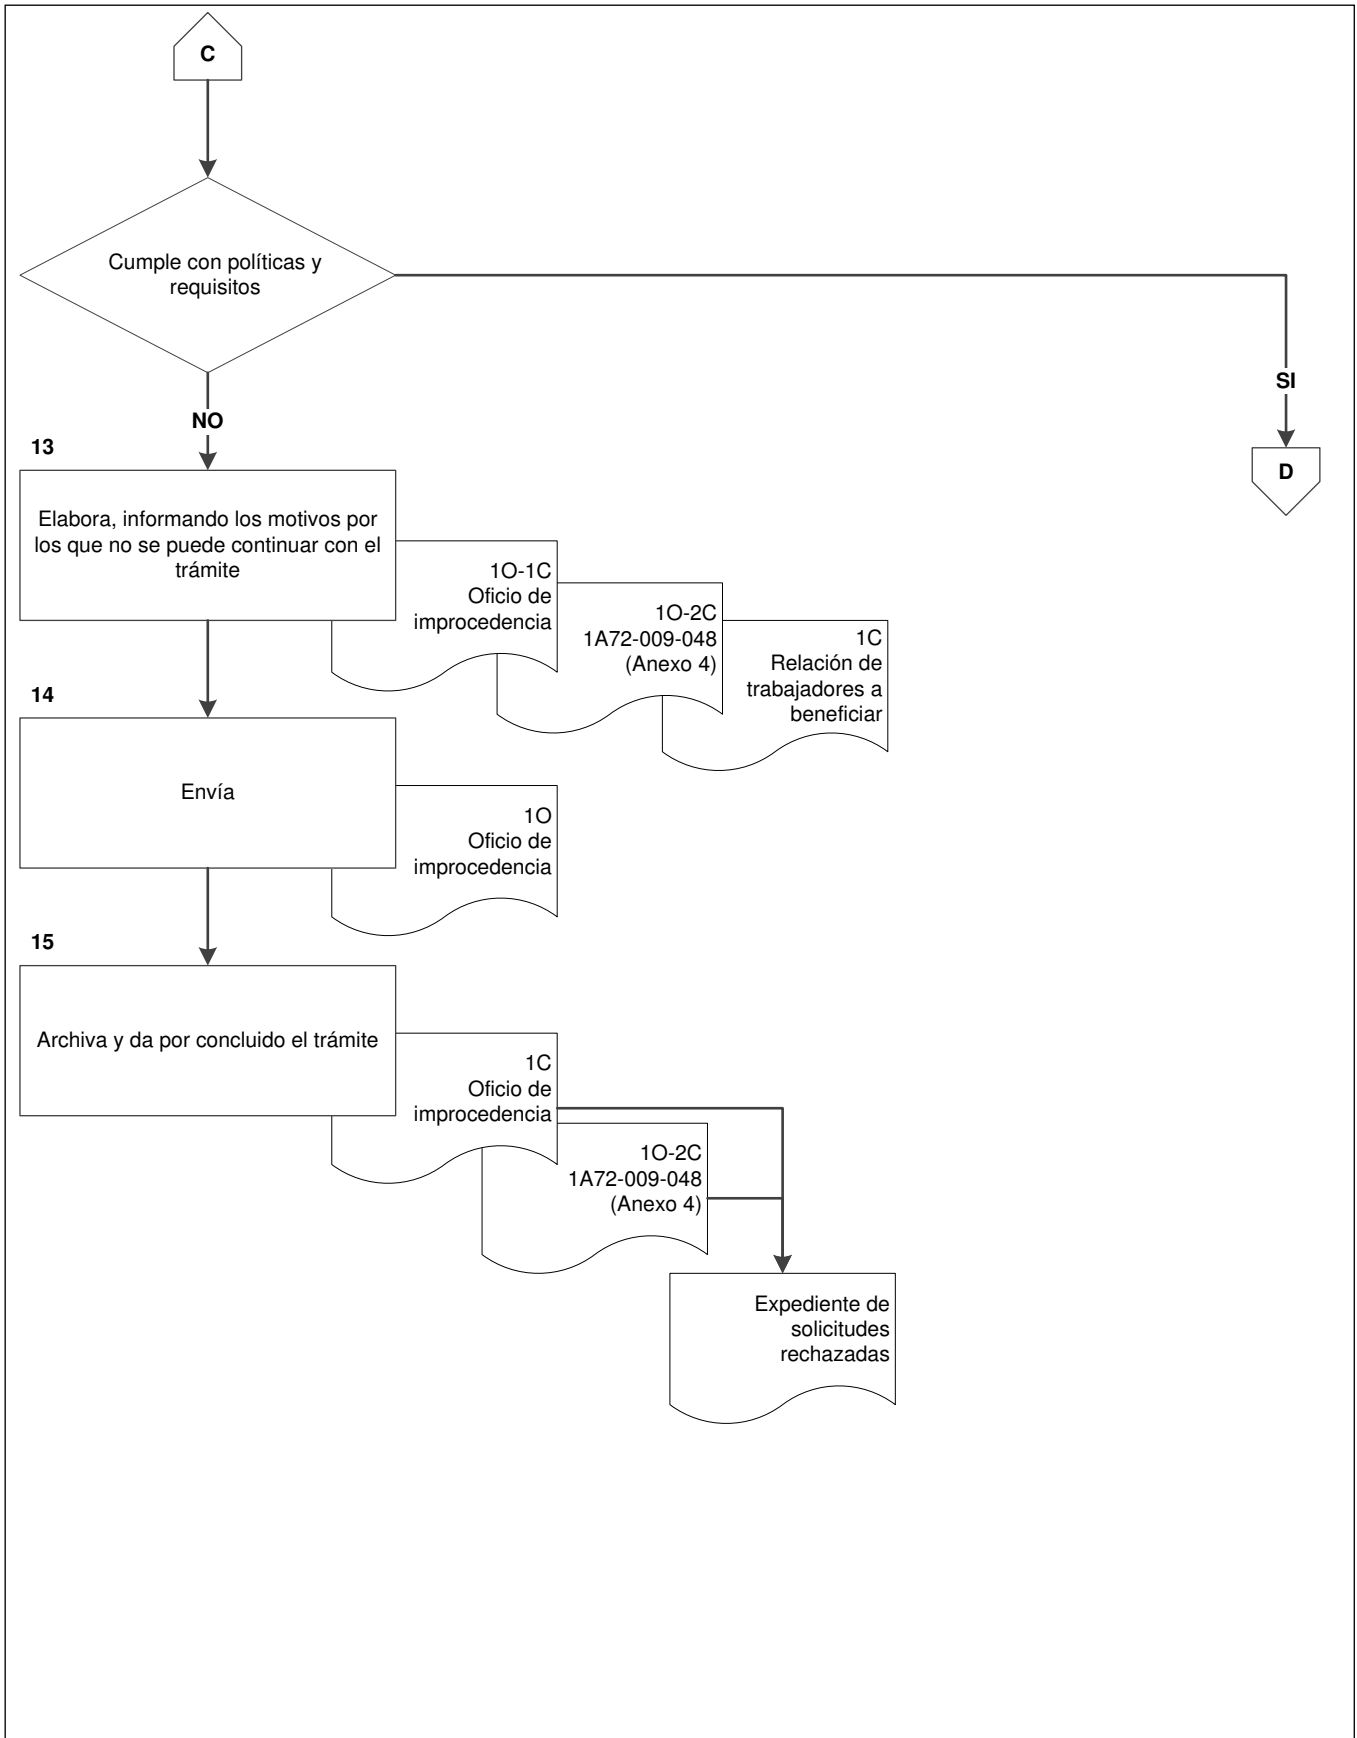 C
Cumple con políticas y
requisitos
SI
NO
D
13
Elabora, informando los motivos por
los que no se puede continuar con el
trámite
1O-1C
Oficio de
improcedencia
1O-2C
1A72-009-048
(Anexo 4)
1C
Relación de
trabajadores a
beneficiar
14
Envía
1O
Oficio de
improcedencia
15
Archiva y da por concluido el trámite
1C
Oficio de
improcedencia
1O-2C
1A72-009-048
(Anexo 4)
Expediente de
solicitudes
rechazadas